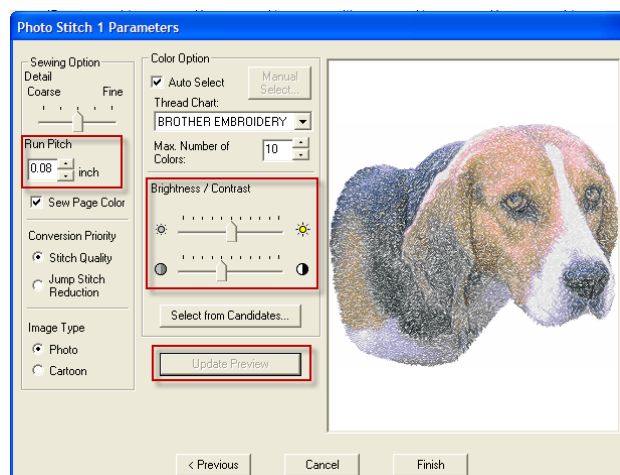 Photo Stitch 1 Parameters
Sewing Option
Detail
Coarse Fine
Run Pitch
0.08 inch
Sew Page Color
Conversion Priority
Stitch Quality
Jump Stitch
Reduction
Image Type
Photo
Cartoon
Color Option
Auto Select
Manual
Select...
Thread Chart:
BROTHER EMBROIDERY
Max. Number of
Colors:
10
Brightness / Contrast
Select from Candidates...
Update Preview
< Previous
Cancel
Finish